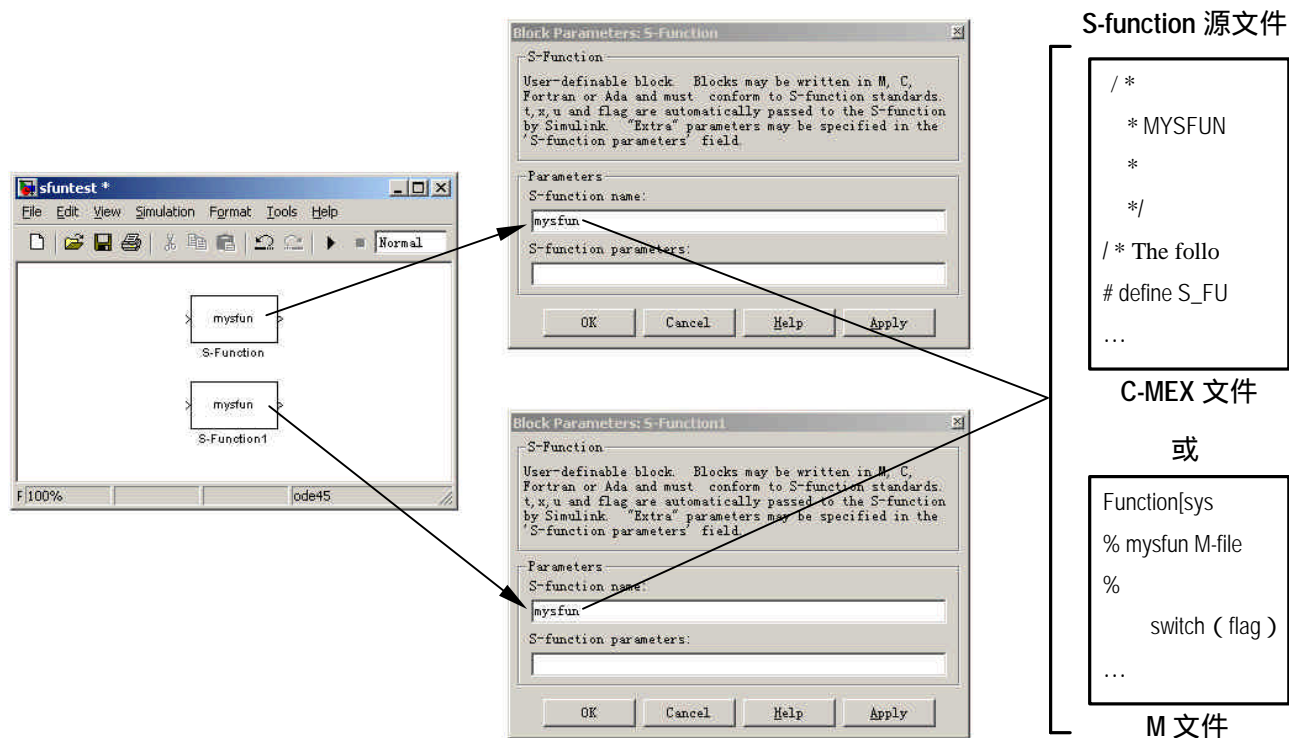 sfuntest *
File Edit View Simulation Format Tools Help
Normal
mysfun
S-Function
mysfun
S-Function1
F 100%
ode45
Block Parameters: S-Function
S-Function
User-definable block. Blocks may be written in M, C,
Fortran or Ada and must conform to S-function standards.
t,x,u and flag are automatically passed to the S-function
by Simulink. "Extra" parameters may be specified in the
'S-function parameters' field.
Parameters
S-function name:
mysfun
S-function parameters:
OK Cancel Help Apply
Block Parameters: S-Function1
S-Function
User-definable block. Blocks may be written in M, C,
Fortran or Ada and must conform to S-function standards.
t,x,u and flag are automatically passed to the S-function
by Simulink. "Extra" parameters may be specified in the
'S-function parameters' field.
Parameters
S-function name:
mysfun
S-function parameters:
OK Cancel Help Apply
S-function 源文件
/ *
* MYSFUN
*
*/
/ * The follo
# define S_FU
…
C-MEX 文件
或
Function[sys
% mysfun M-file
%
switch ( flag )
…
M 文件